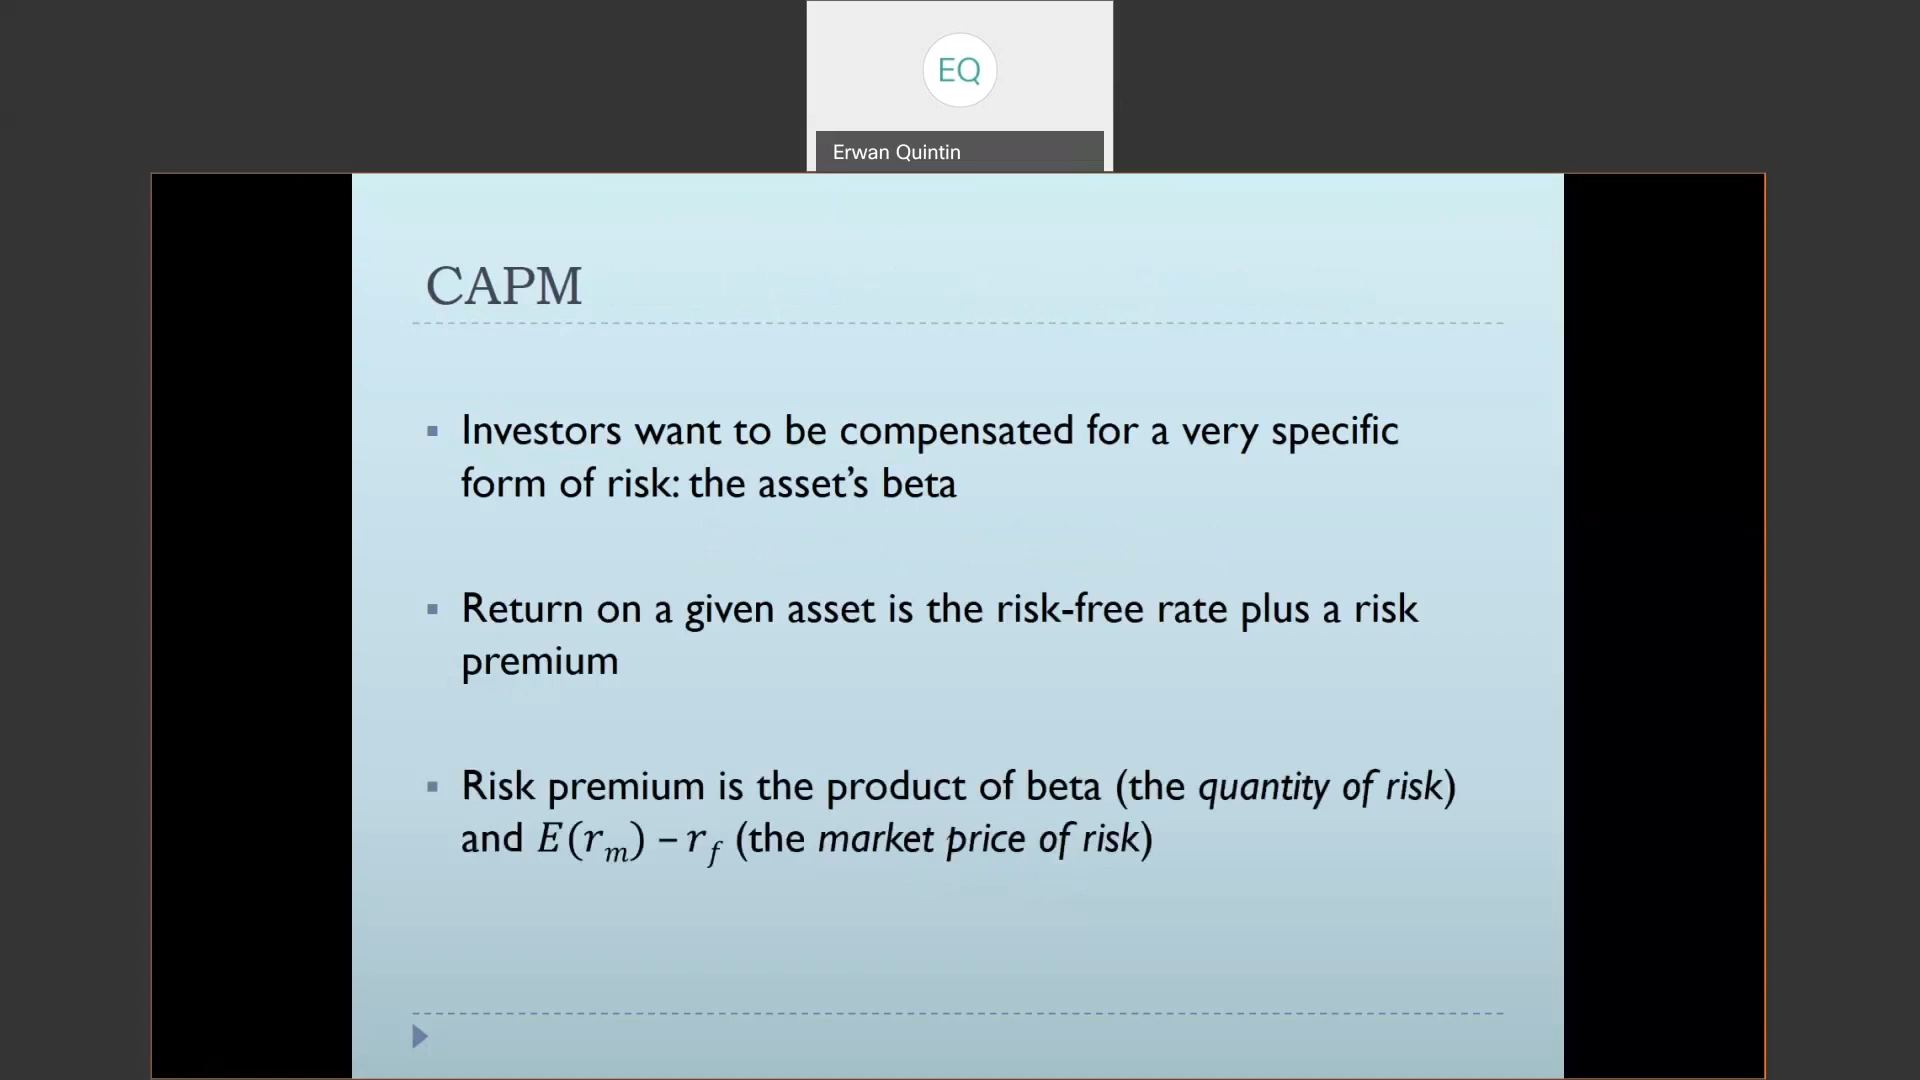 EQ
Erwan Quintin
CAPM
▪ Investors want to be compensated for a very specific
form of risk: the asset’s beta
▪ Return on a given asset is the risk-free rate plus a risk
premium
▪ Risk premium is the product of beta (the quantity of risk)
and E(r_m) – r_f (the market price of risk)